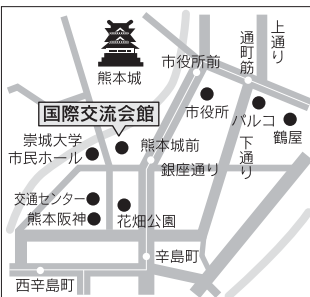 上通り
通町筋
市役所前
熊本城
市役所
パルコ
鶴屋
国際交流会館
崇城大学
市民ホール
熊本城前
銀座通り
下通り
交通センター
熊本阪神
花畑公園
辛島町
西辛島町